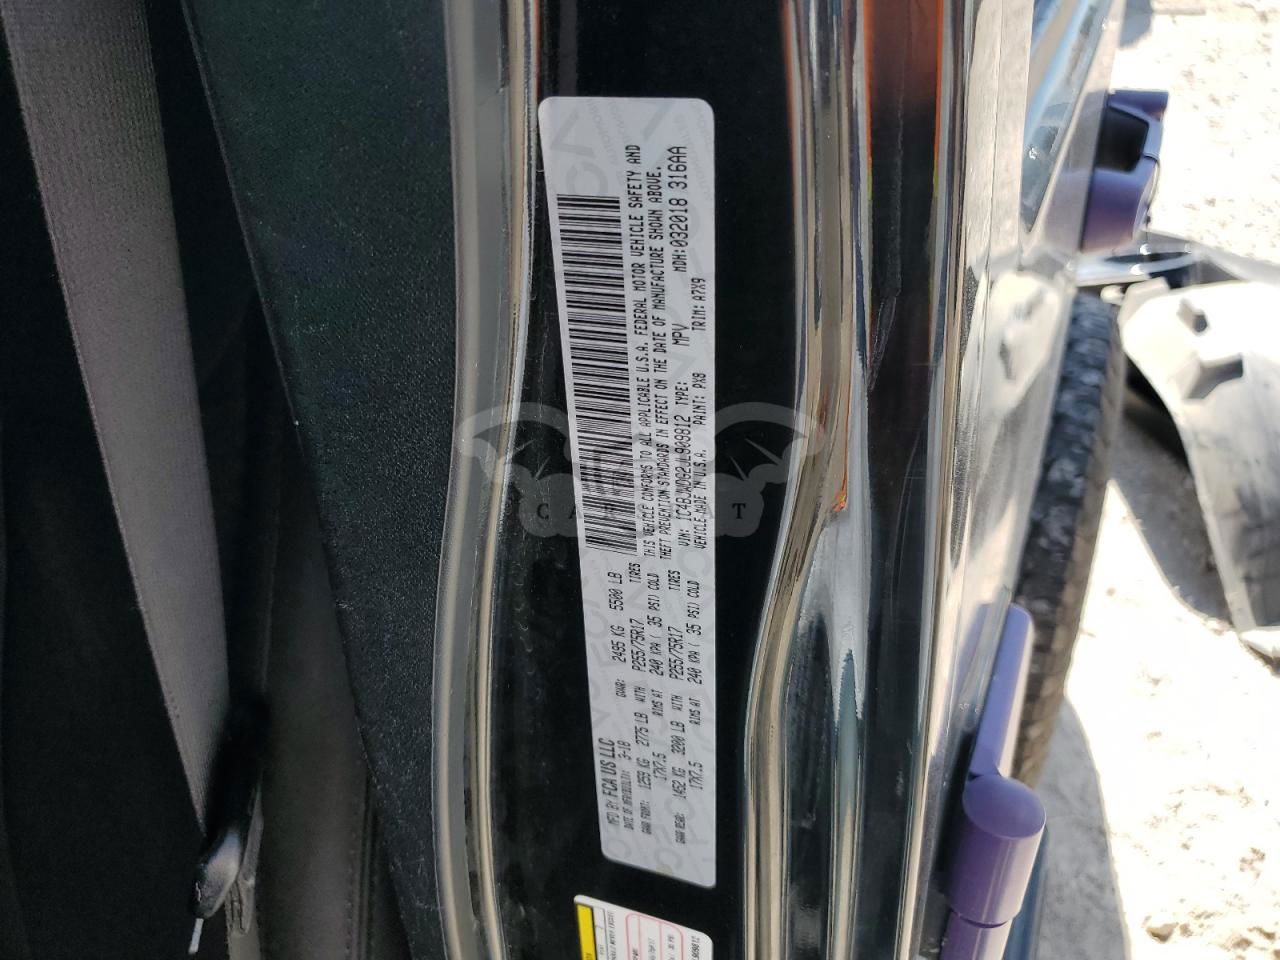 MFD BY FCA US LLC
DATE OF MFR: 3-18 GVWR: 2495 KG 5500 LB
GAWR FRONT: 1259 KG 2775 LB WITH P255/75R17 TIRES
17X7.5 RIMS AT 240 KPA ( 35 PSI) COLD
GAWR REAR: 1452 KG 3200 LB WITH P255/75R17 TIRES
17X7.5 RIMS AT 240 KPA ( 35 PSI) COLD
THIS VEHICLE CONFORMS TO ALL APPLICABLE U.S.A. FEDERAL MOTOR VEHICLE SAFETY AND
THEFT PREVENTION STANDARDS IN EFFECT ON THE DATE OF MANUFACTURE SHOWN ABOVE.
VIN: 1C4BJWDG2JL909812 TYPE: MPV MDH:032018 316AA
VEHICLE MADE IN U.S.A. PAINT: PX8 TRIM: A7X9